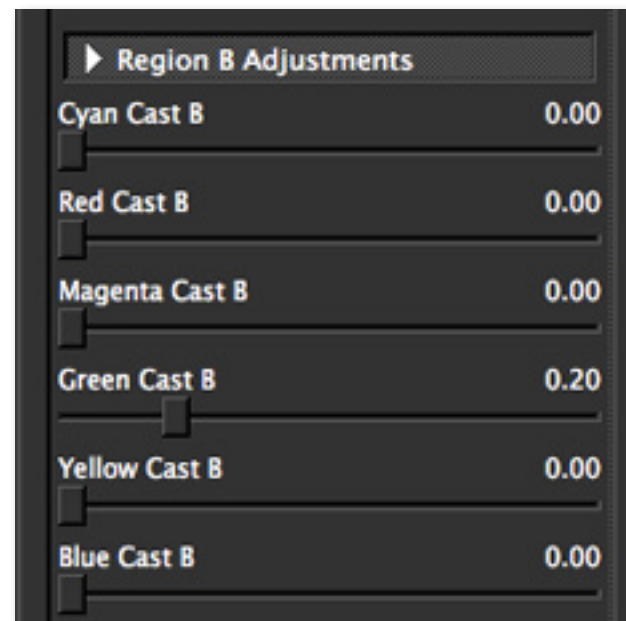 Region B Adjustments
Cyan Cast B 0.00
Red Cast B 0.00
Magenta Cast B 0.00
Green Cast B 0.20
Yellow Cast B 0.00
Blue Cast B 0.00